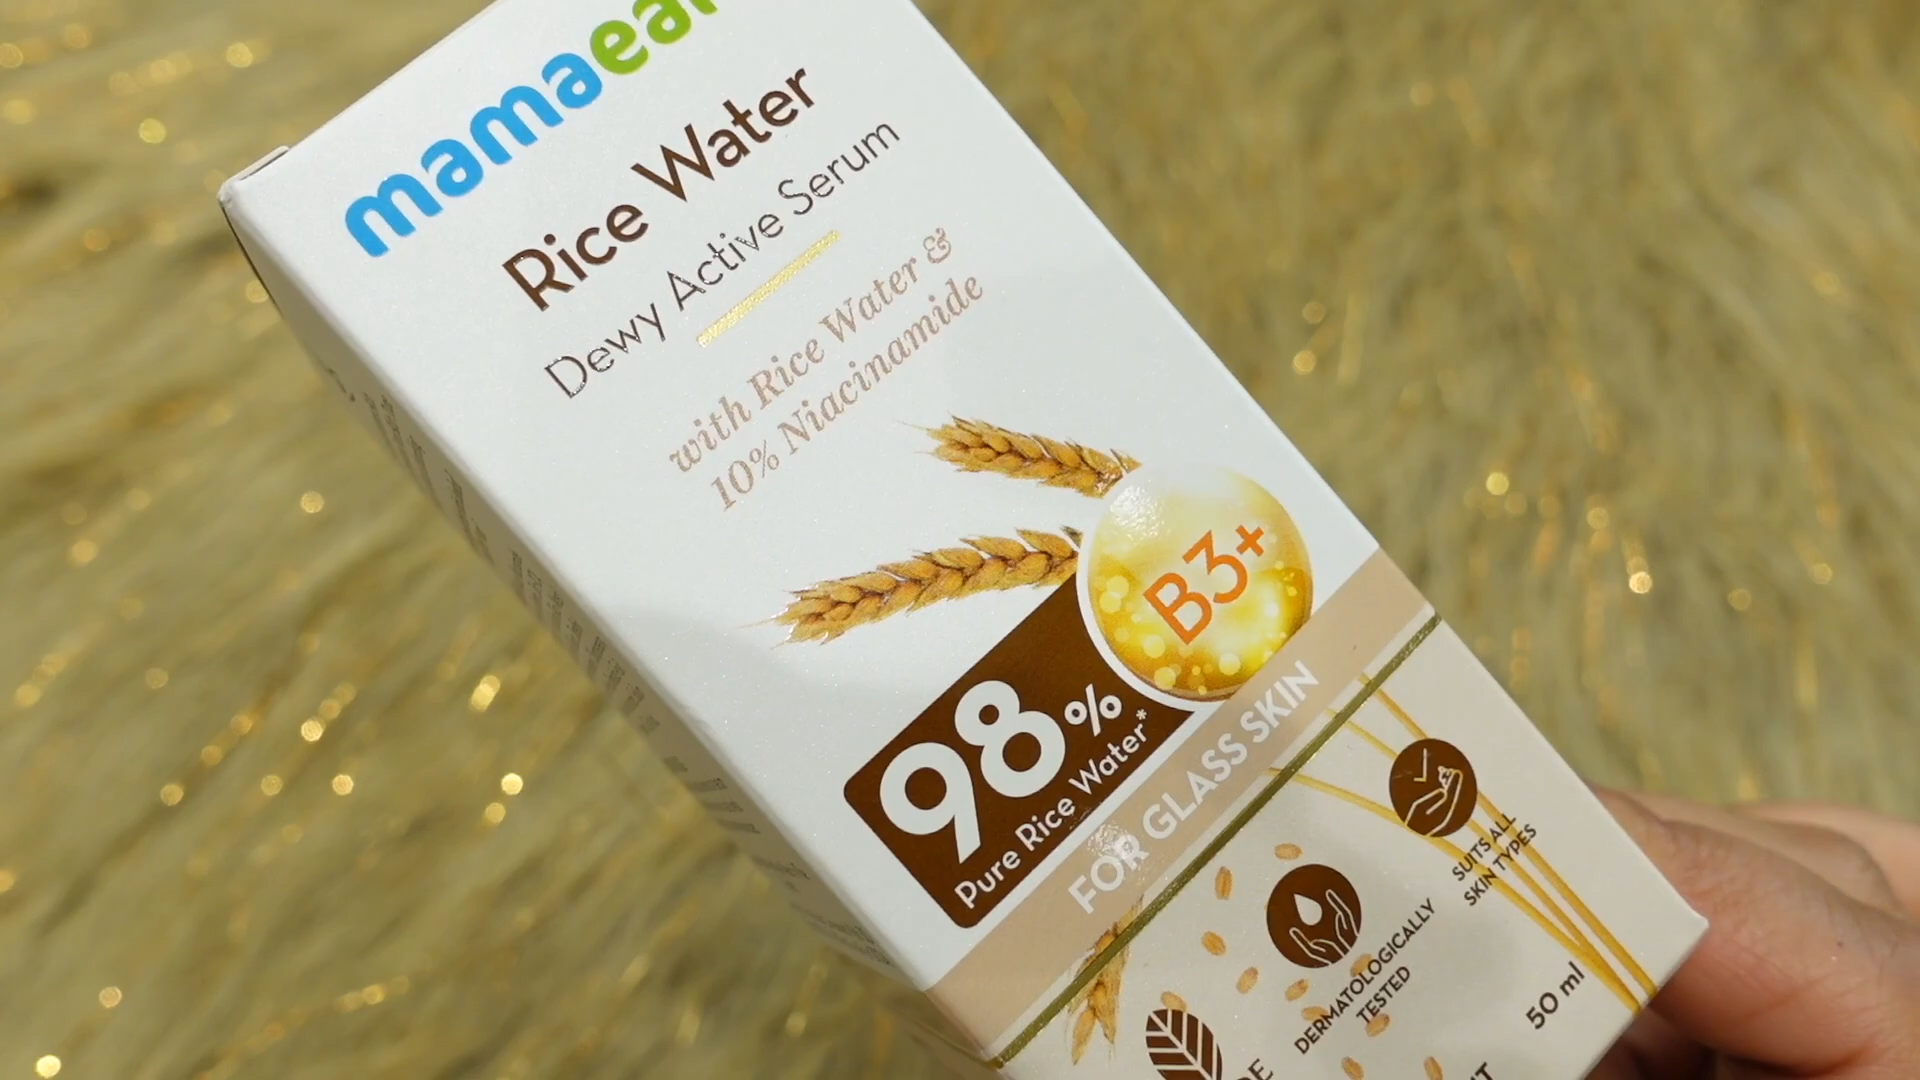 mamaea
Rice Water
Dewy Active Serum
with Rice Water &
10% Niacinamide
B3+
98%
Pure Rice Water*
FOR GLASS SKIN
SUITS ALL
SKIN TYPES
DERMATOLOGICALLY
TESTED
50 ml